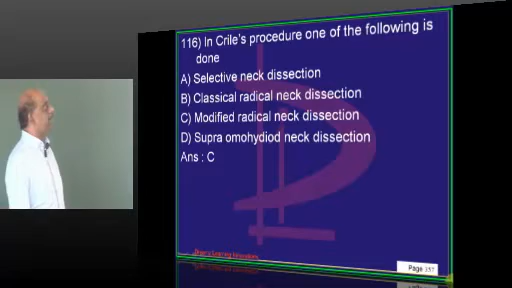 116) In Crile's procedure one of the following is
done
A) Selective neck dissection
B) Classical radical neck dissection
C) Modified radical neck dissection
D) Supra omohydiod neck dissection
Ans : C
Page 357